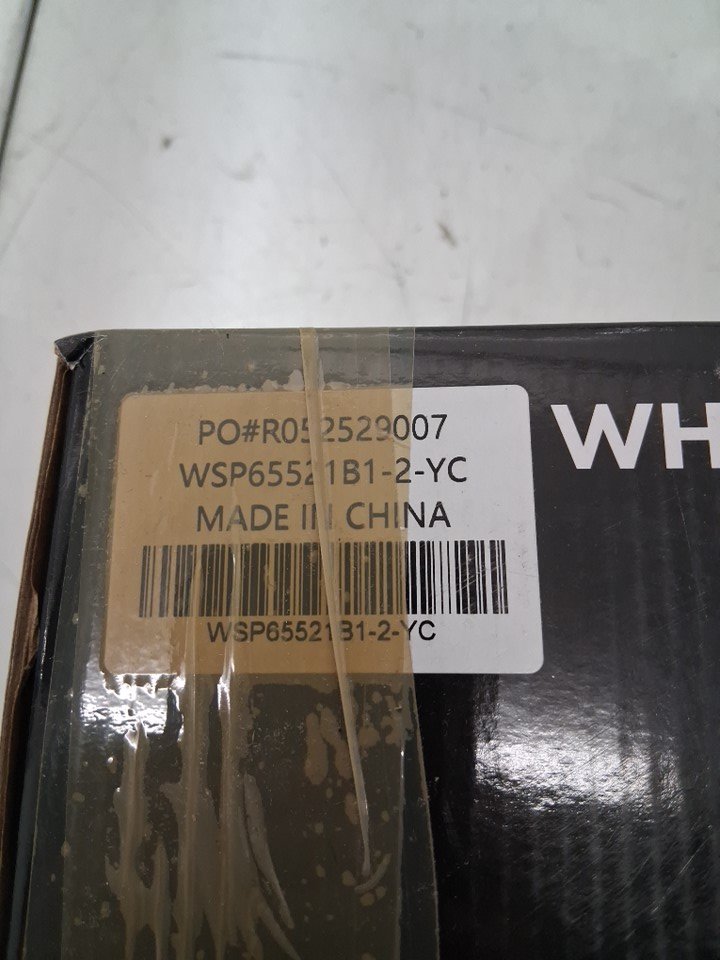 PO#R052529007
WSP65521B1-2-YC
MADE IN CHINA
WSP65521B1-2-YC
WH